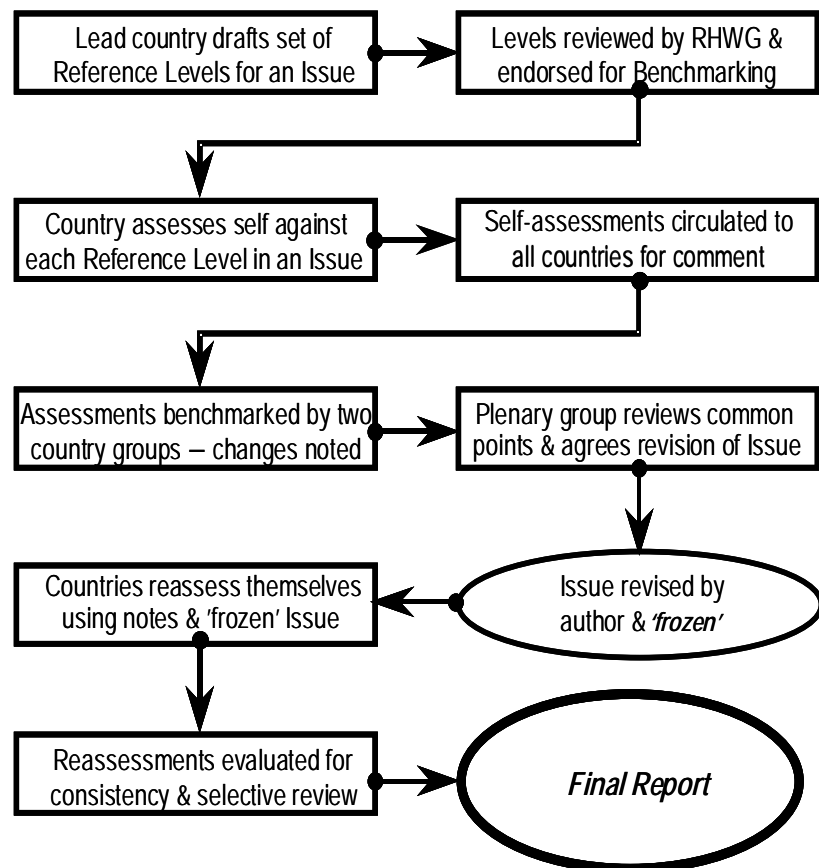 Lead country drafts set of
Reference Levels for an Issue
Levels reviewed by RHWG &
endorsed for Benchmarking
Country assesses self against
each Reference Level in an Issue
Self-assessments circulated to
all countries for comment
Assessments benchmarked by two
country groups – changes noted
Plenary group reviews common
points & agrees revision of Issue
Issue revised by
author & 'frozen'
Countries reassess themselves
using notes & 'frozen' Issue
Reassessments evaluated for
consistency & selective review
Final Report